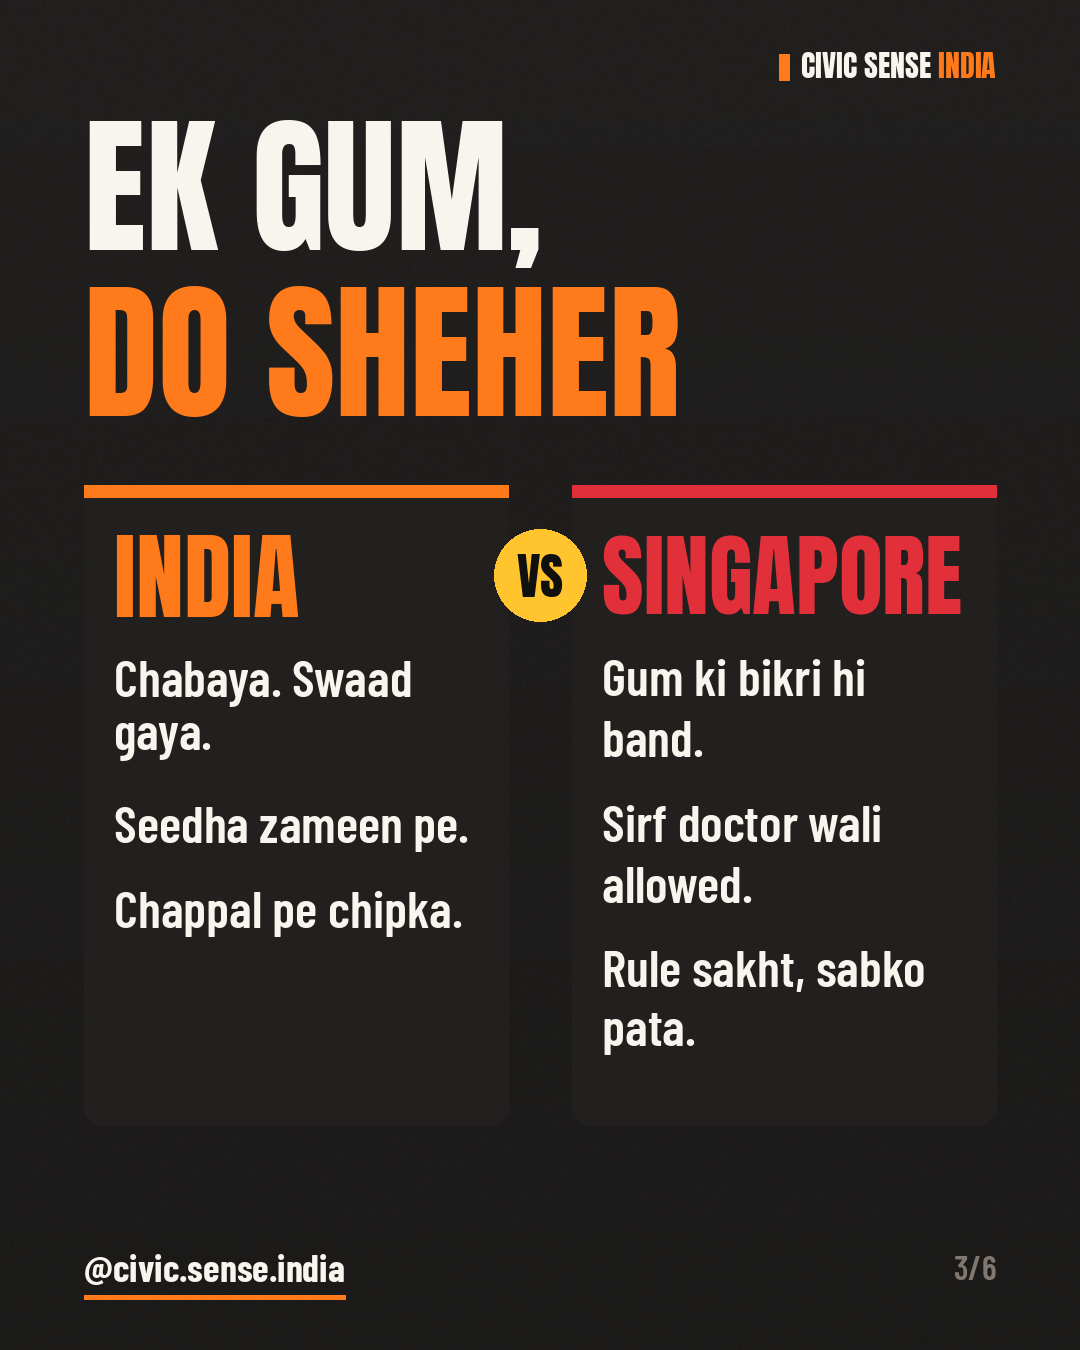 CIVIC SENSE INDIA
EK GUM,
DO SHEHER
INDIA
Chabaya. Swaad
gaya.
Seedha zameen pe.
Chappal pe chipka.
VS
SINGAPORE
Gum ki bikri hi
band.
Sirf doctor wali
allowed.
Rule sakht, sabko
pata.
@civic.sense.india
3/6